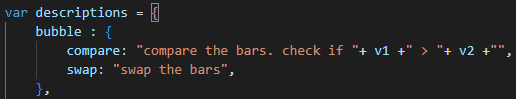 var descriptions = {
bubble : {
compare: "compare the bars. check if "+ v1 +" > "+ v2 +"",
swap: "swap the bars",
},